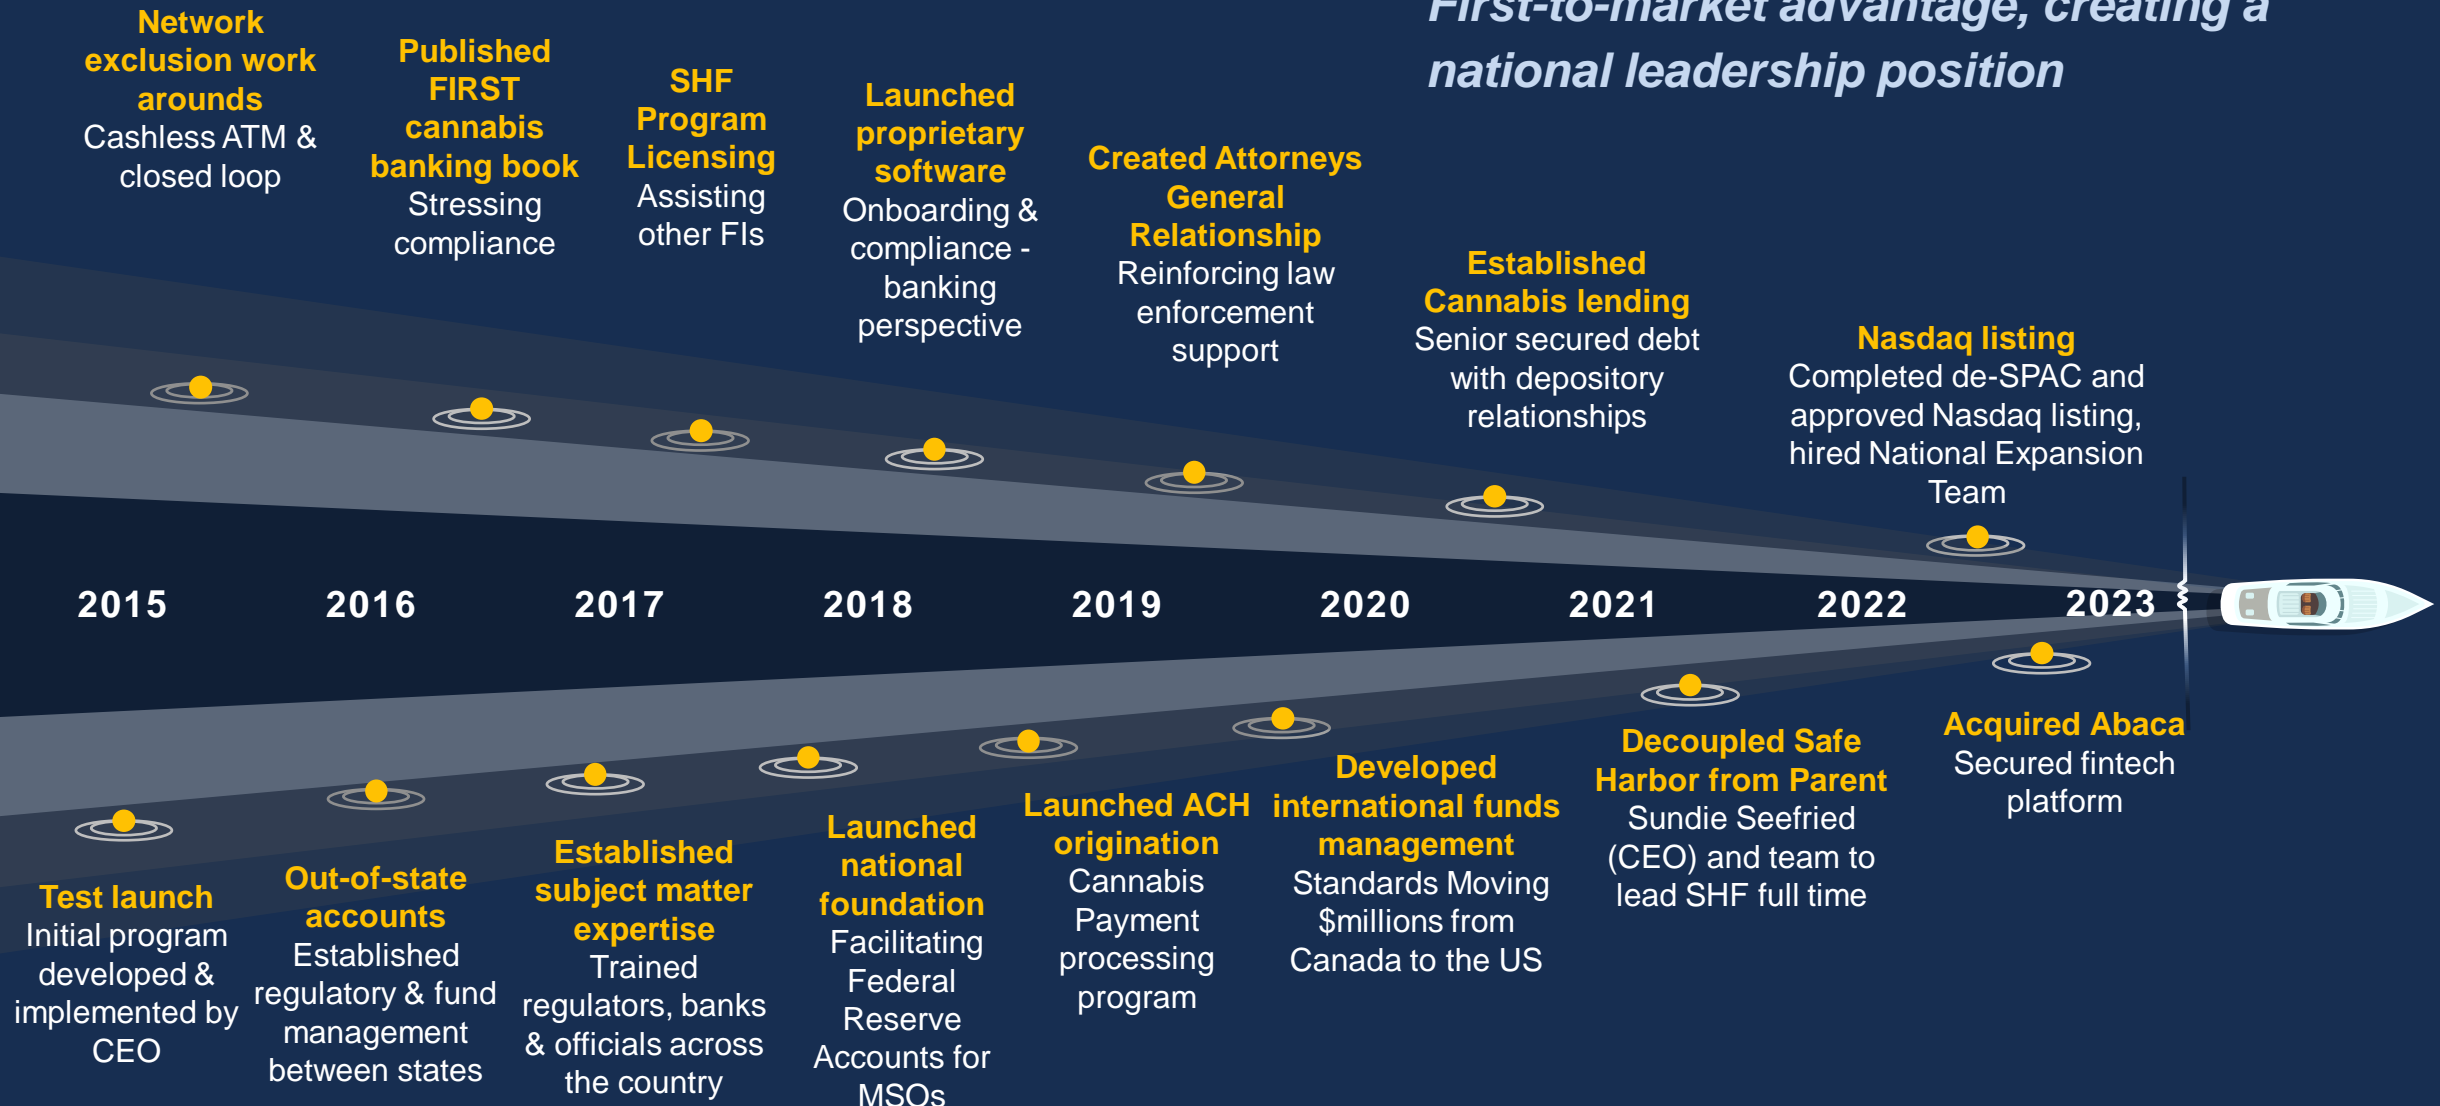 First-to-market advantage, creating a
national leadership position
Network
exclusion work
arounds
Cashless ATM &
closed loop
Published
FIRST
cannabis
banking book
Stressing
compliance
SHF
Program
Licensing
Assisting
other FIs
Launched
proprietary
software
Onboarding &
compliance -
banking
perspective
Created Attorneys
General
Relationship
Reinforcing law
enforcement
support
Established
Cannabis lending
Senior secured debt
with depository
relationships
Nasdaq listing
Completed de-SPAC and
approved Nasdaq listing,
hired National Expansion
Team
2015
2016
2017
2018
2019
2020
2021
2022
2023
Test launch
Initial program
developed &
implemented by
CEO
Out-of-state
accounts
Established
regulatory & fund
management
between states
Established
subject matter
expertise
Trained
regulators, banks
& officials across
the country
Launched
national
foundation
Facilitating
Federal
Reserve
Accounts for
MSOs
Launched ACH
origination
Cannabis
Payment
processing
program
Developed
international funds
management
Standards Moving
$millions from
Canada to the US
Decoupled Safe
Harbor from Parent
Sundie Seefried
(CEO) and team to
lead SHF full time
Acquired Abaca
Secured fintech
platform